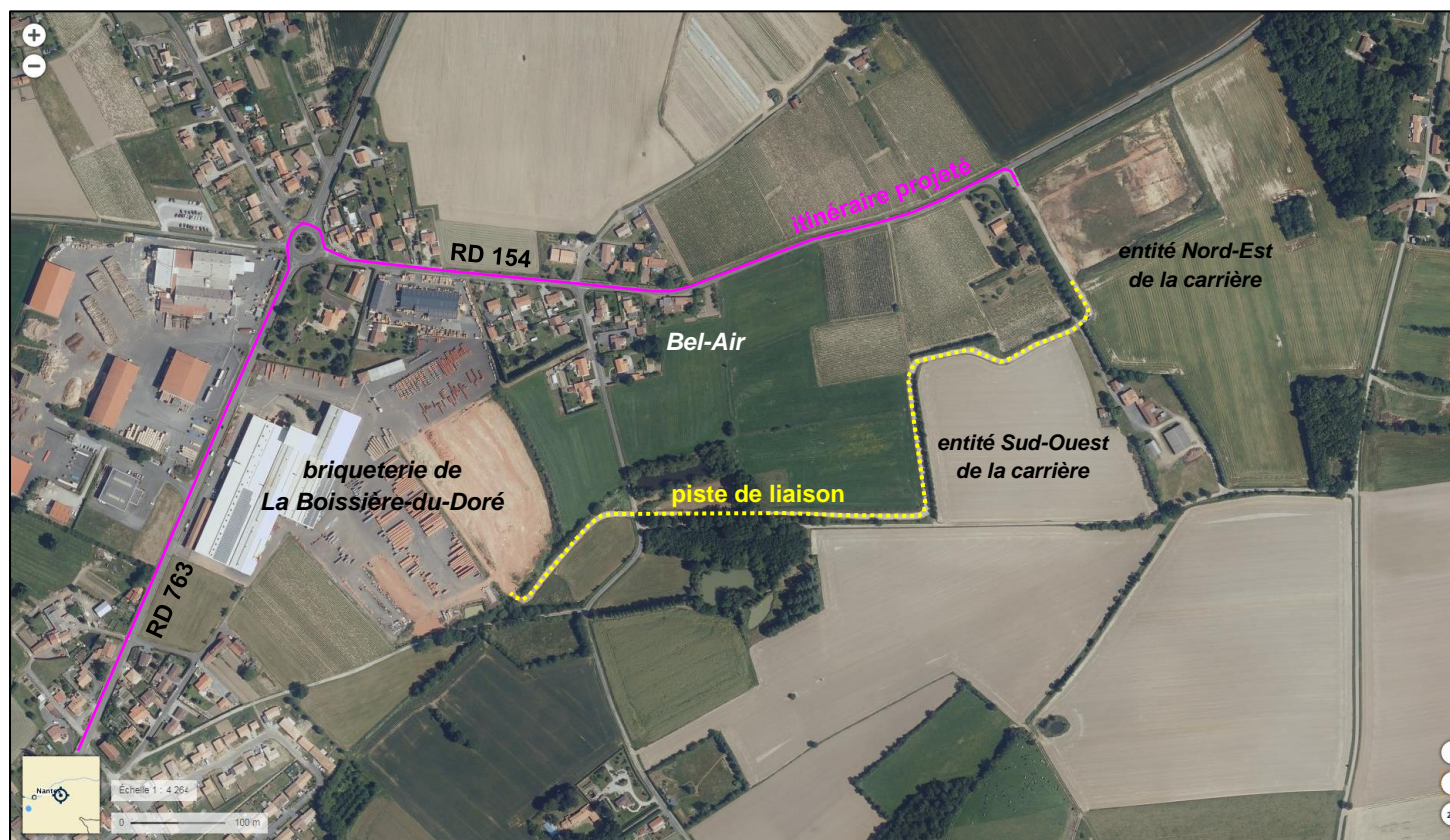 +
−
itinéraire projeté
RD 154
entité Nord-Est
de la carrière
Bel-Air
entité Sud-Ouest
de la carrière
briqueterie de
La Boissière-du-Doré
piste de liaison
RD 763
Nantes
Échelle 1 : 4 264
0
100 m